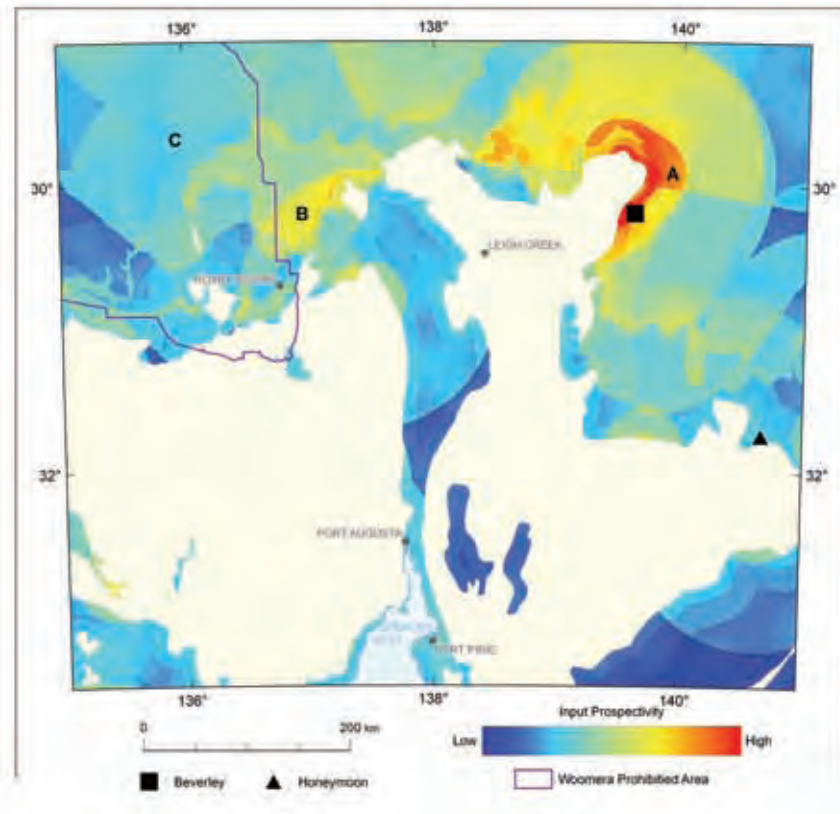 136° 138° 140°
C
A
30° 30°
B
LEIGH CREEK
32° 32°
PORT AUGUSTA
PORT PIRIE
136° 138° 140°
Input Prospectivity
0 200 km
Low High
Beverley Honeymoon Woomera Prohibited Area